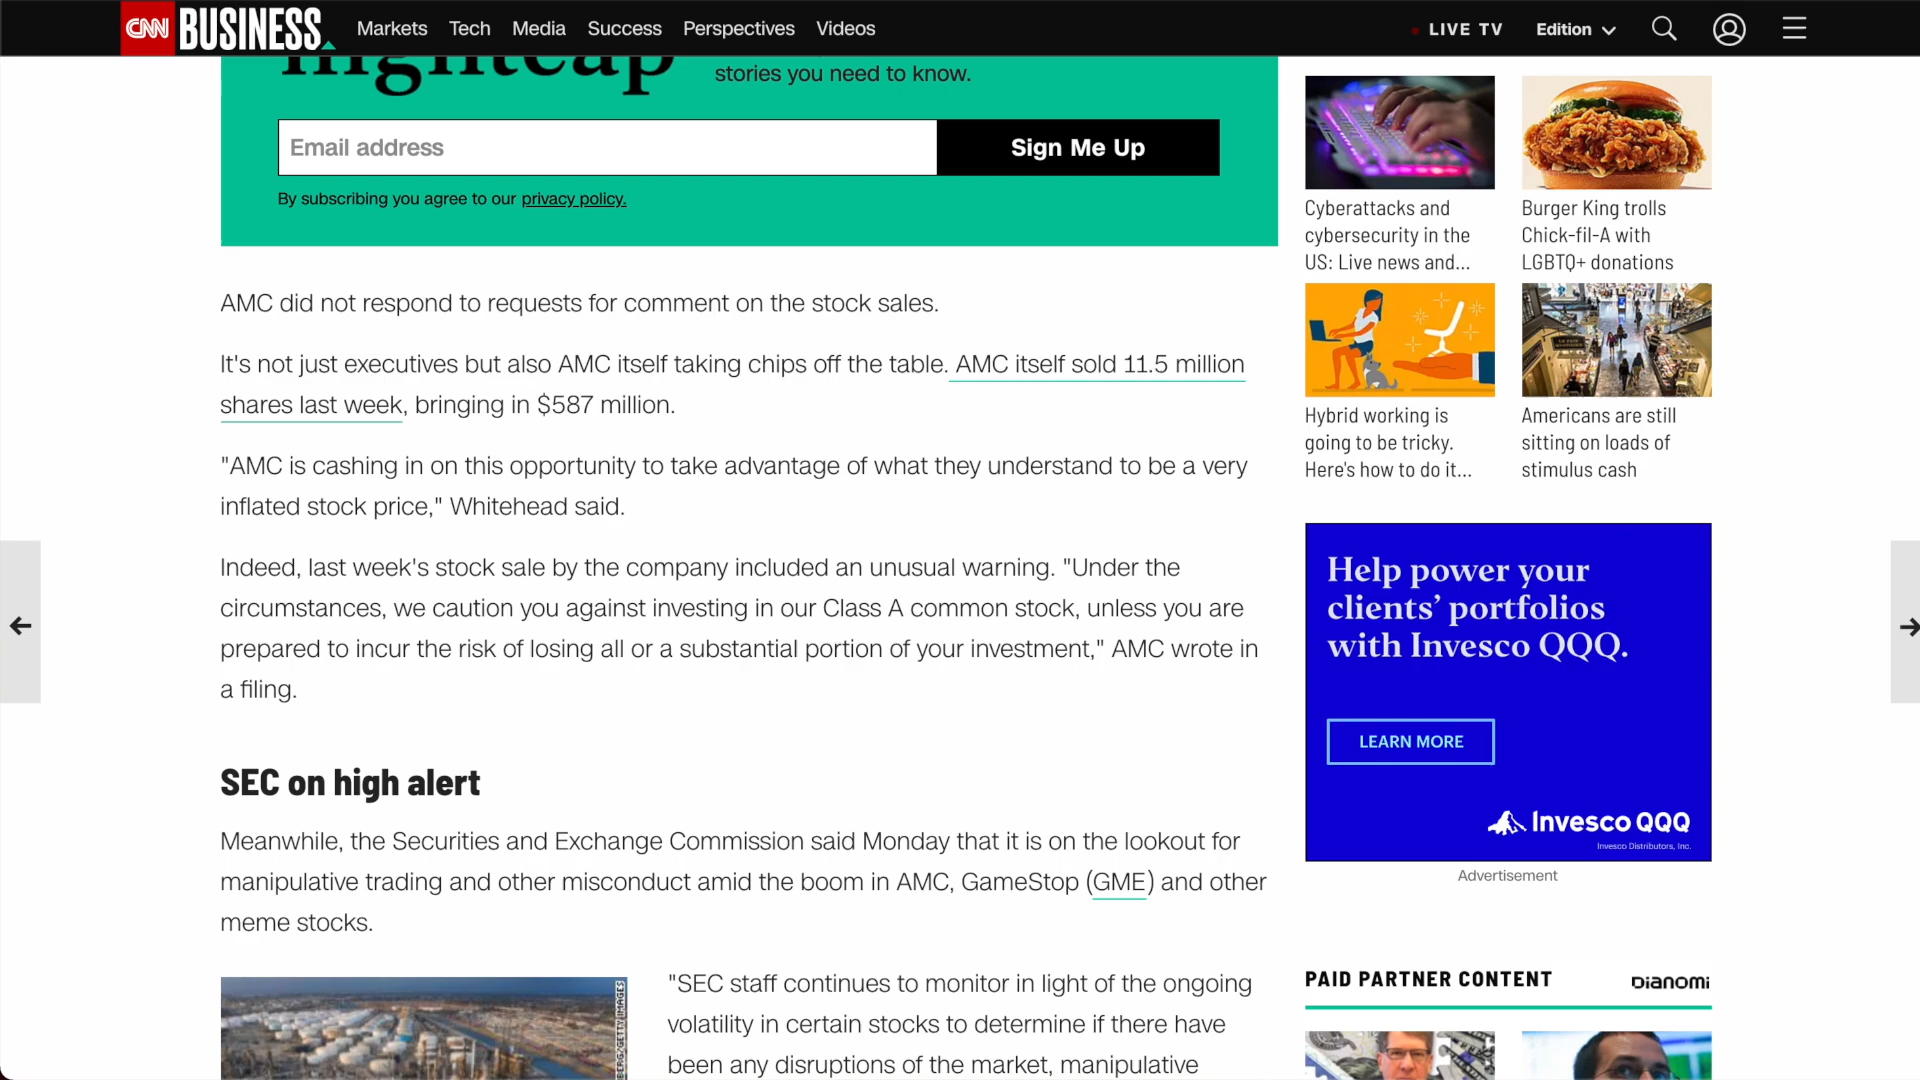 CNN BUSINESS Markets Tech Media Success Perspectives Videos LIVE TV Edition
nightcap
stories you need to know.
Email address
Sign Me Up
By subscribing you agree to our privacy policy.
AMC did not respond to requests for comment on the stock sales.
It's not just executives but also AMC itself taking chips off the table. AMC itself sold 11.5 million
shares last week, bringing in $587 million.
"AMC is cashing in on this opportunity to take advantage of what they understand to be a very
inflated stock price," Whitehead said.
Indeed, last week's stock sale by the company included an unusual warning. "Under the
circumstances, we caution you against investing in our Class A common stock, unless you are
prepared to incur the risk of losing all or a substantial portion of your investment," AMC wrote in
a filing.
SEC on high alert
Meanwhile, the Securities and Exchange Commission said Monday that it is on the lookout for
manipulative trading and other misconduct amid the boom in AMC, GameStop (GME) and other
meme stocks.
"SEC staff continues to monitor in light of the ongoing
volatility in certain stocks to determine if there have
been any disruptions of the market, manipulative
Cyberattacks and
cybersecurity in the
US: Live news and...
Burger King trolls
Chick-fil-A with
LGBTQ+ donations
Hybrid working is
going to be tricky.
Here's how to do it...
Americans are still
sitting on loads of
stimulus cash
Help power your
clients' portfolios
with Invesco QQQ.
LEARN MORE
Invesco QQQ
Invesco Distributors, Inc.
Advertisement
PAID PARTNER CONTENT
DIANOMI